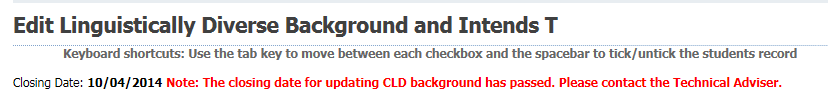 Edit Linguistically Diverse Background and Intends T
Keyboard shortcuts: Use the tab key to move between each checkbox and the spacebar to tick/untick the students record
Closing Date: 10/04/2014 Note: The closing date for updating CLD background has passed. Please contact the Technical Adviser.